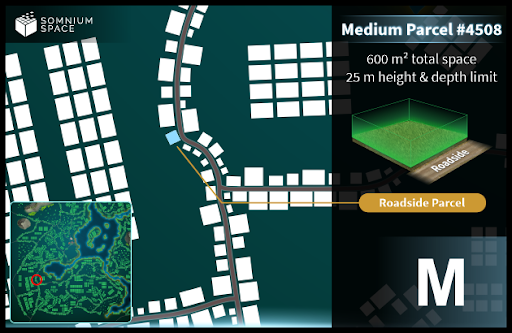 SOMNIUM
SPACE
Medium Parcel #4508
600 m² total space
25 m height & depth limit
Roadside
Roadside Parcel
M